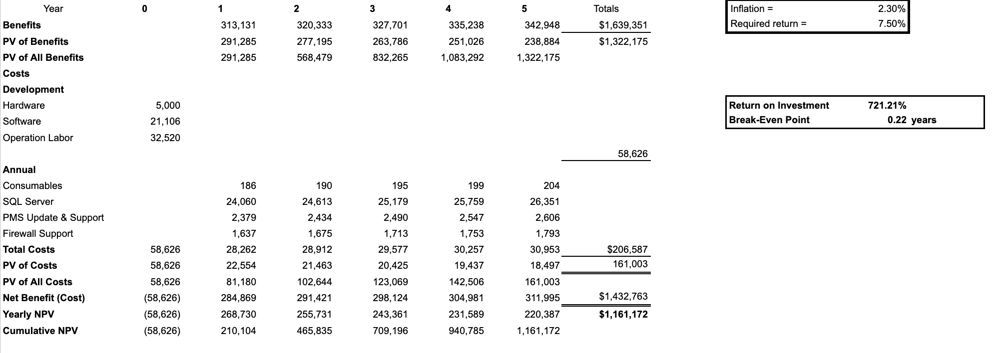 Year 0 1 2 3 4 5 Totals
Inflation = 2.30%
Benefits 313,131 320,333 327,701 335,238 342,948 $1,639,351
Required return = 7.50%
PV of Benefits 291,285 277,195 263,786 251,026 238,884 $1,322,175
PV of All Benefits 291,285 568,479 832,265 1,083,292 1,322,175
Costs
Development
Hardware 5,000
Return on Investment 721.21%
Software 21,106
Break-Even Point 0.22 years
Operation Labor 32,520
58,626
Annual
Consumables 186 190 195 199 204
SQL Server 24,060 24,613 25,179 25,759 26,351
PMS Update & Support 2,379 2,434 2,490 2,547 2,606
Firewall Support 1,637 1,675 1,713 1,753 1,793
Total Costs 58,626 28,262 28,912 29,577 30,257 30,953 $206,587
PV of Costs 58,626 22,554 21,463 20,425 19,437 18,497 161,003
PV of All Costs 58,626 81,180 102,644 123,069 142,506 161,003
Net Benefit (Cost) (58,626) 284,869 291,421 298,124 304,981 311,995 $1,432,763
Yearly NPV (58,626) 268,730 255,731 243,361 231,589 220,387 $1,161,172
Cumulative NPV (58,626) 210,104 465,835 709,196 940,785 1,161,172